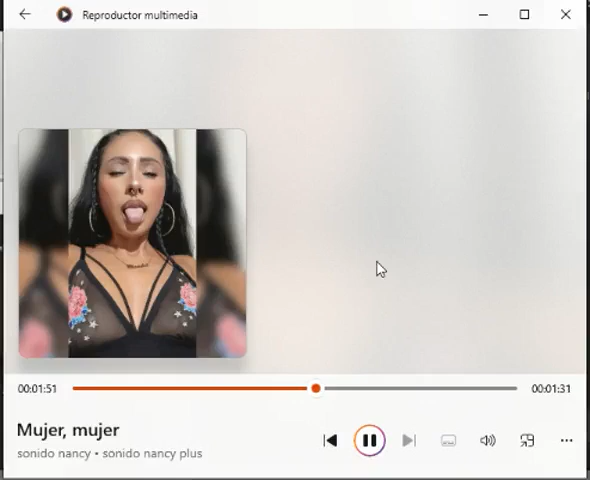 Reproductor multimedia
00:01:51
00:01:31
Mujer, mujer
sonido nancy • sonido nancy plus